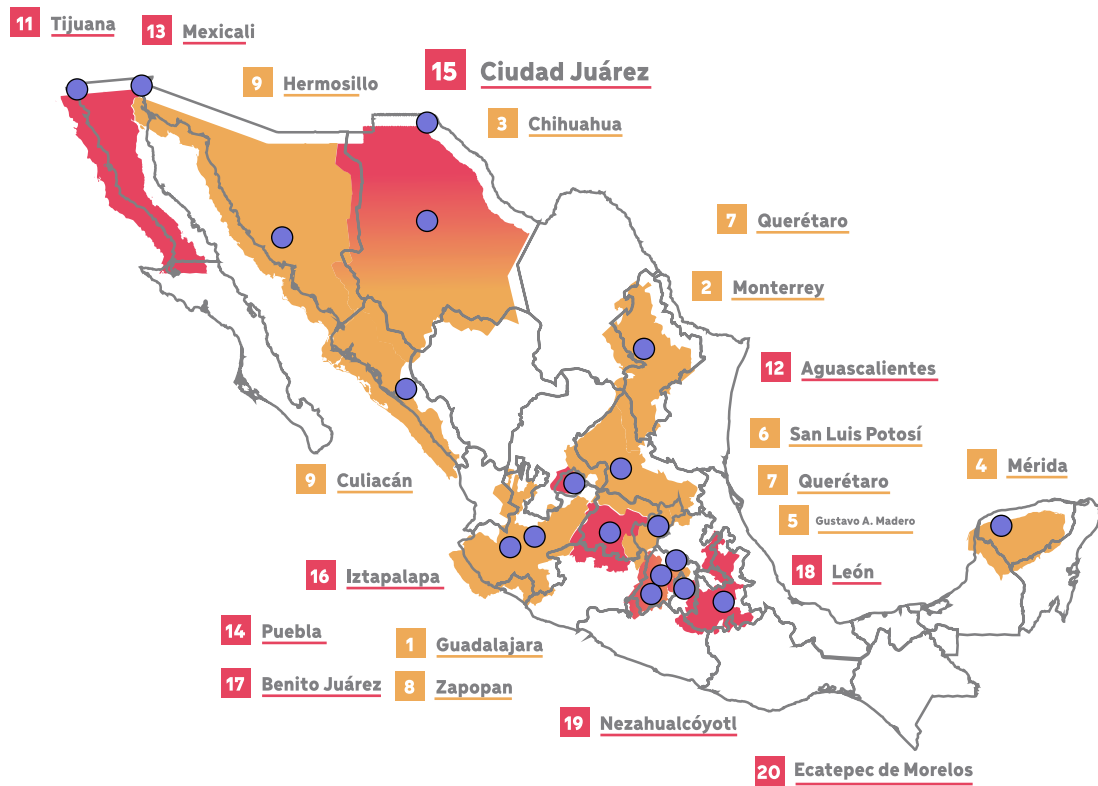 11 Tijuana
13 Mexicali
9 Hermosillo
15 Ciudad Juárez
3 Chihuahua
7 Querétaro
2 Monterrey
12 Aguascalientes
6 San Luis Potosí
4 Mérida
9 Culiacán
7 Querétaro
5 Gustavo A. Madero
16 Iztapalapa
18 León
14 Puebla
1 Guadalajara
17 Benito Juárez
8 Zapopan
19 Nezahualcóyotl
20 Ecatepec de Morelos